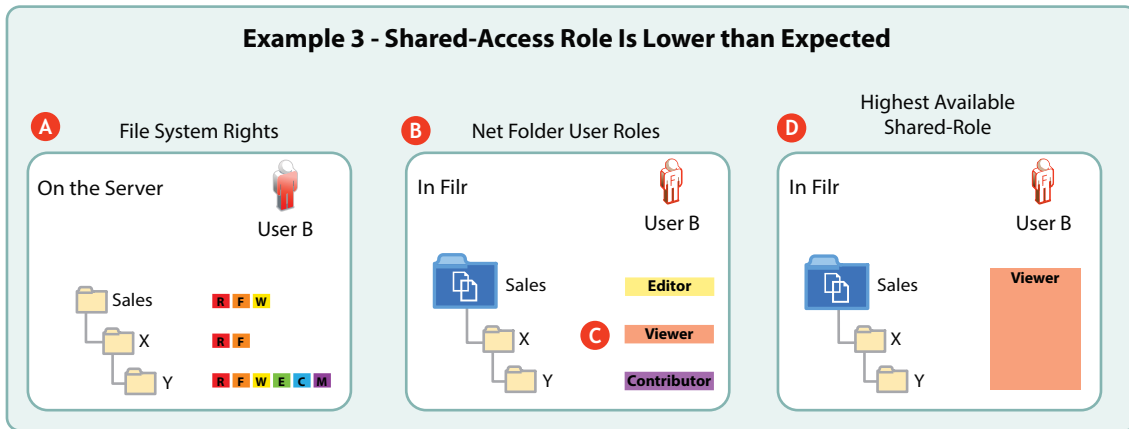 Example 3 - Shared-Access Role Is Lower than Expected
A
File System Rights
On the Server
User B
Sales
R F W
X
R F
Y
R F W E C M
B
Net Folder User Roles
In Filr
F
User B
Sales
Editor
C
X
Viewer
Y
Contributor
D
Highest Available
Shared-Role
In Filr
F
User B
Sales
Viewer
X
Y